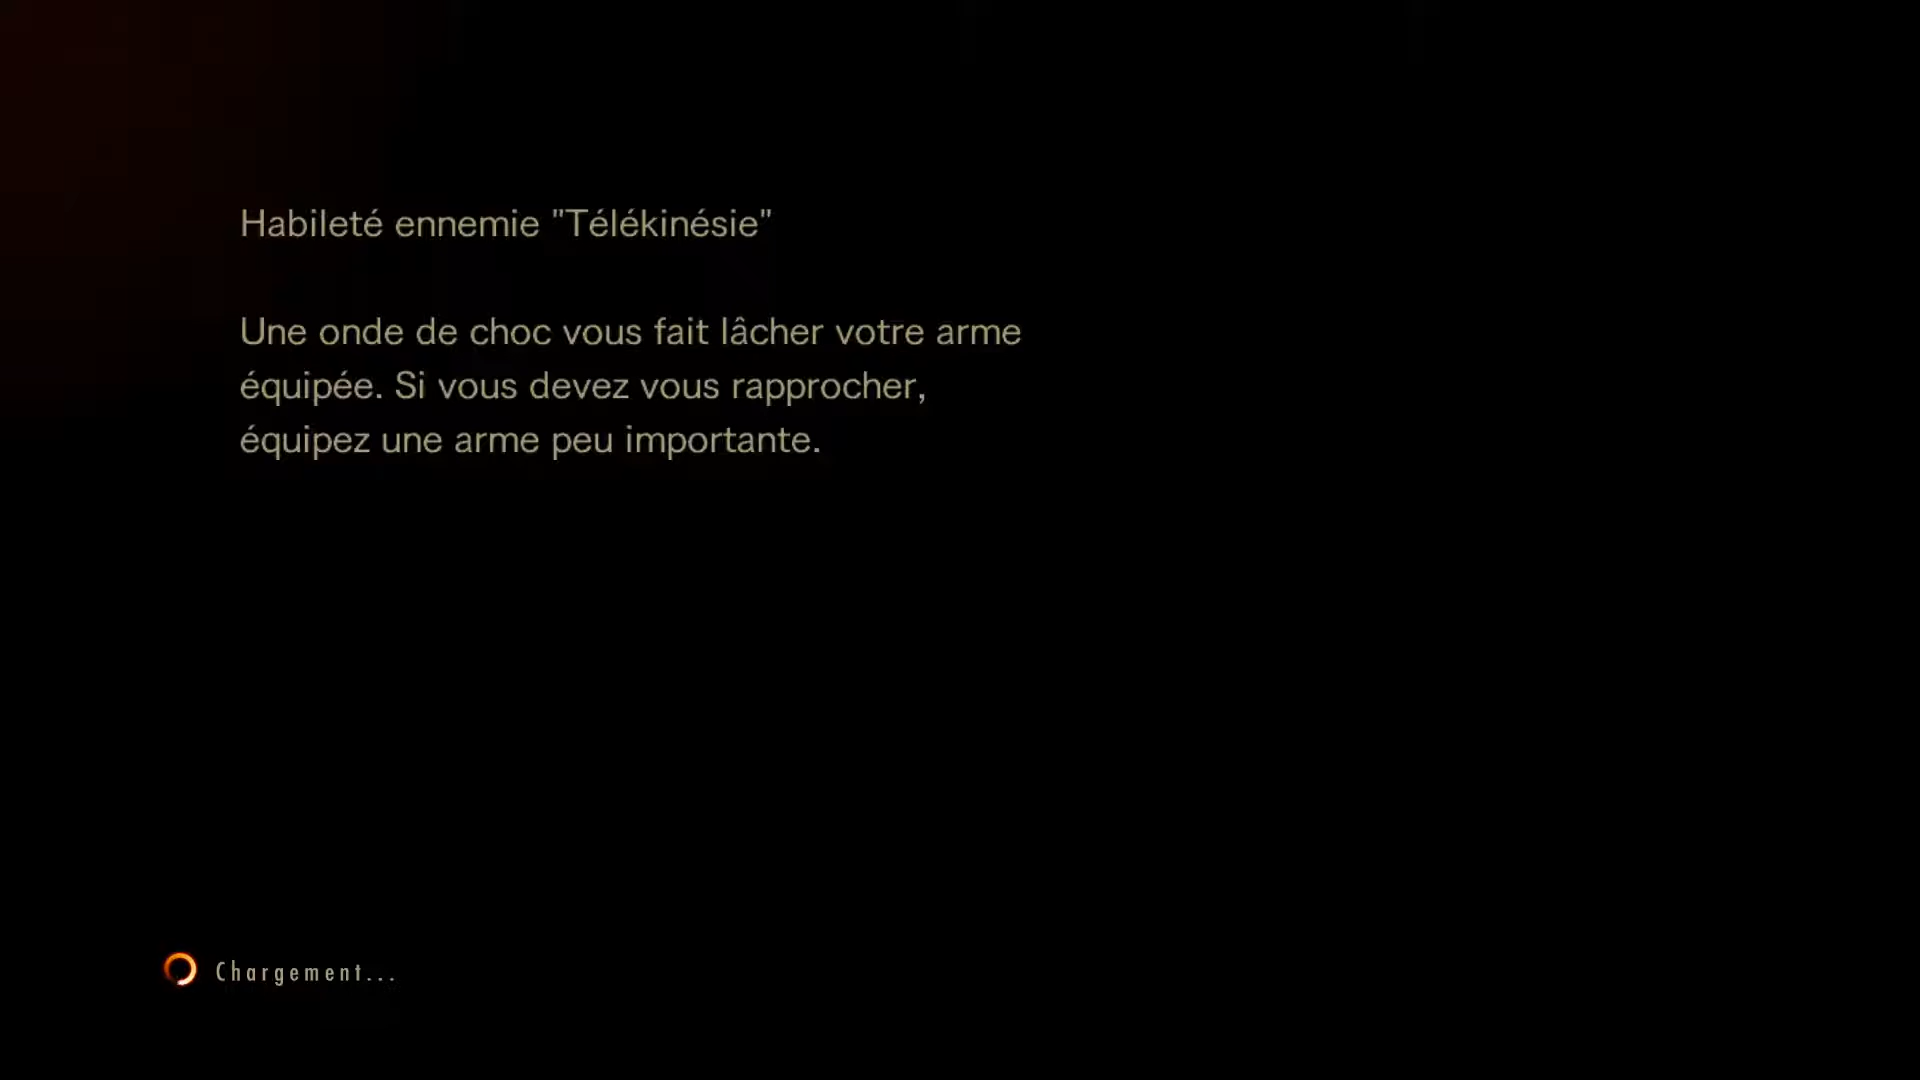 Habileté ennemie "Télékinésie"
Une onde de choc vous fait lâcher votre arme
équipée. Si vous devez vous rapprocher,
équipez une arme peu importante.
Chargement...